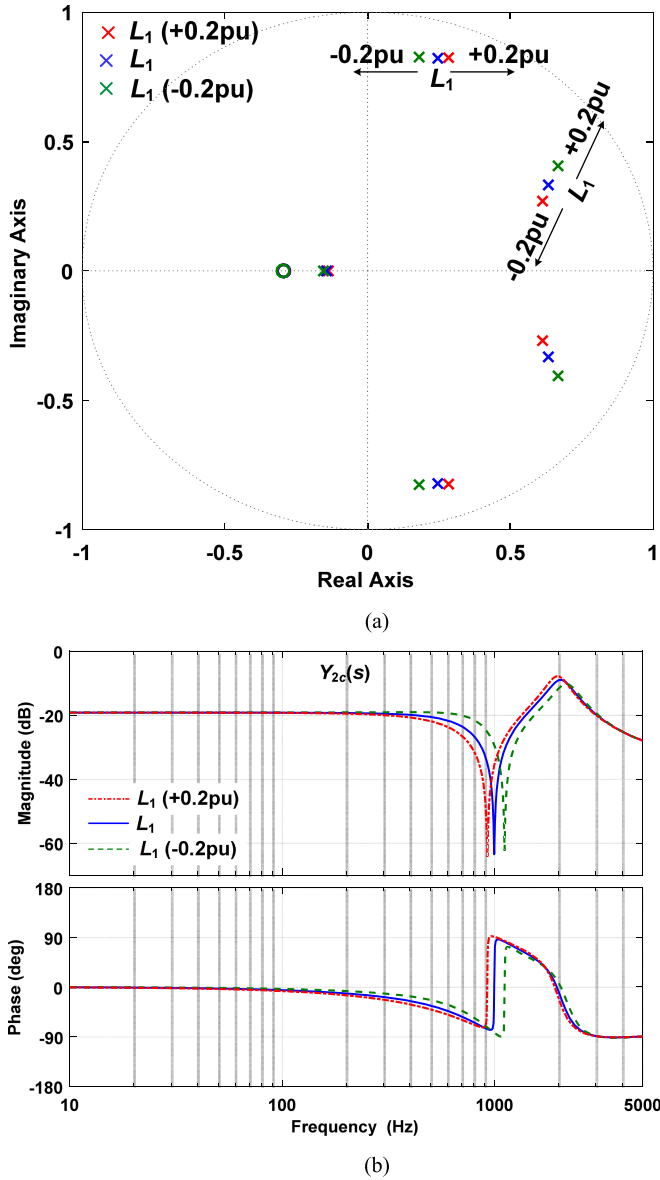 L1 (+0.2pu)
L1
L1 (-0.2pu)
-0.2pu +0.2pu
L1
+0.2pu
L1
-0.2pu
1
0.5
0
-0.5
-1
Imaginary Axis
-1 -0.5 0 0.5 1
Real Axis
(a)
Y2c(s)
0
-20
-40
-60
Magnitude (dB)
L1 (+0.2pu)
L1
L1 (-0.2pu)
180
90
0
-90
-180
Phase (deg)
10 100 1000 5000
Frequency (Hz)
(b)